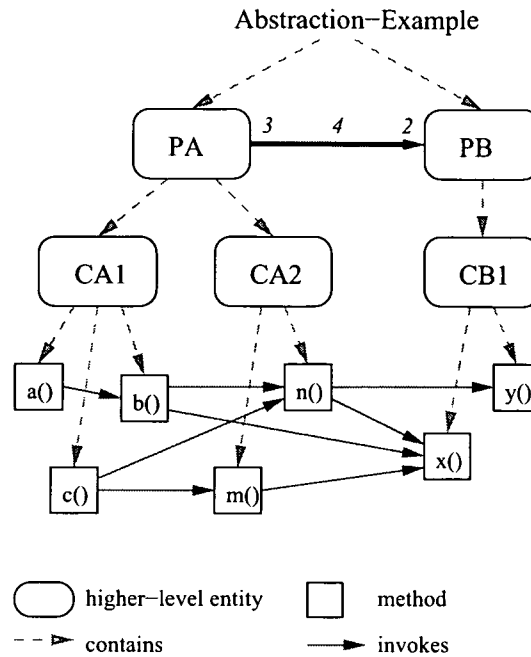 Abstraction−Example
PA
3 4 2
PB
CA1
CA2
CB1
a()
b()
n()
y()
c()
m()
x()
higher−level entity
method
contains
invokes